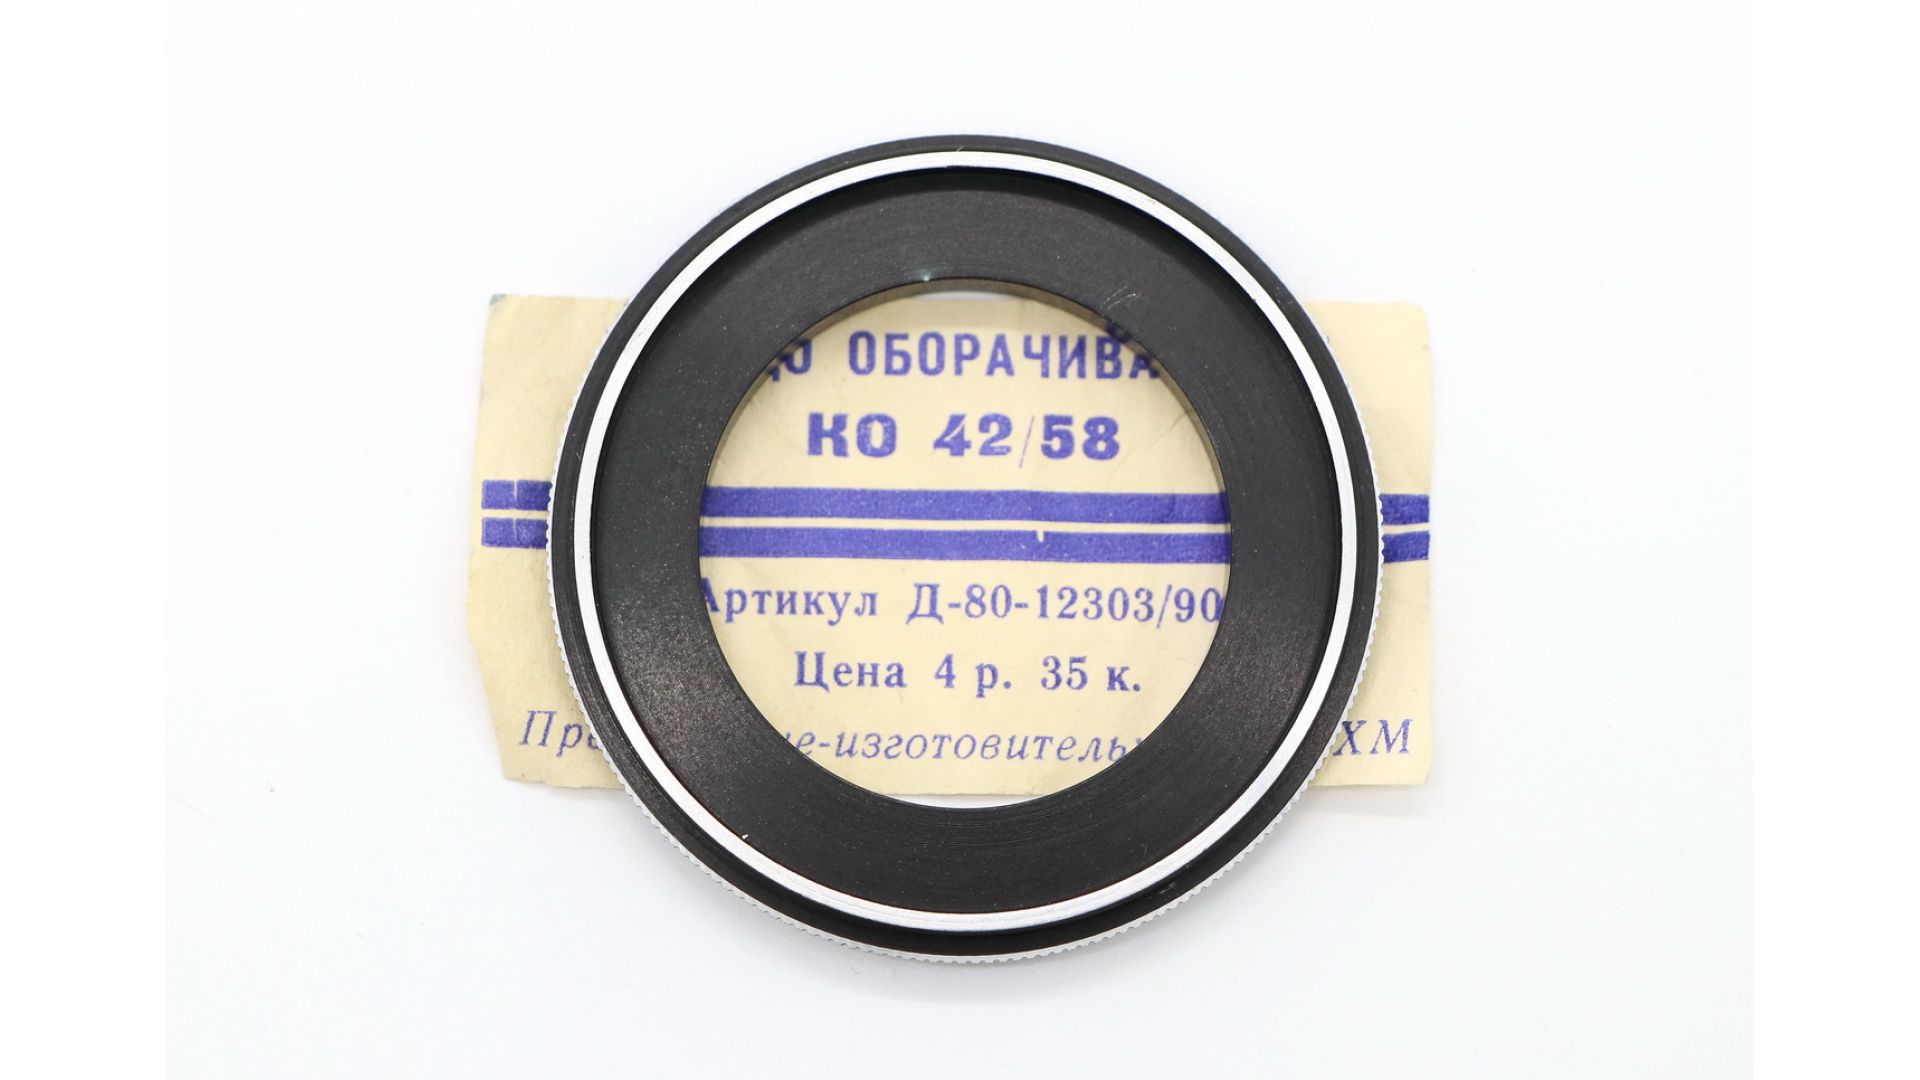 ОБОРАЧИВА
КО 42/58
Артикул Д-80-12303/90
Цена 4 р. 35 к.
е-изготовитель ХМ